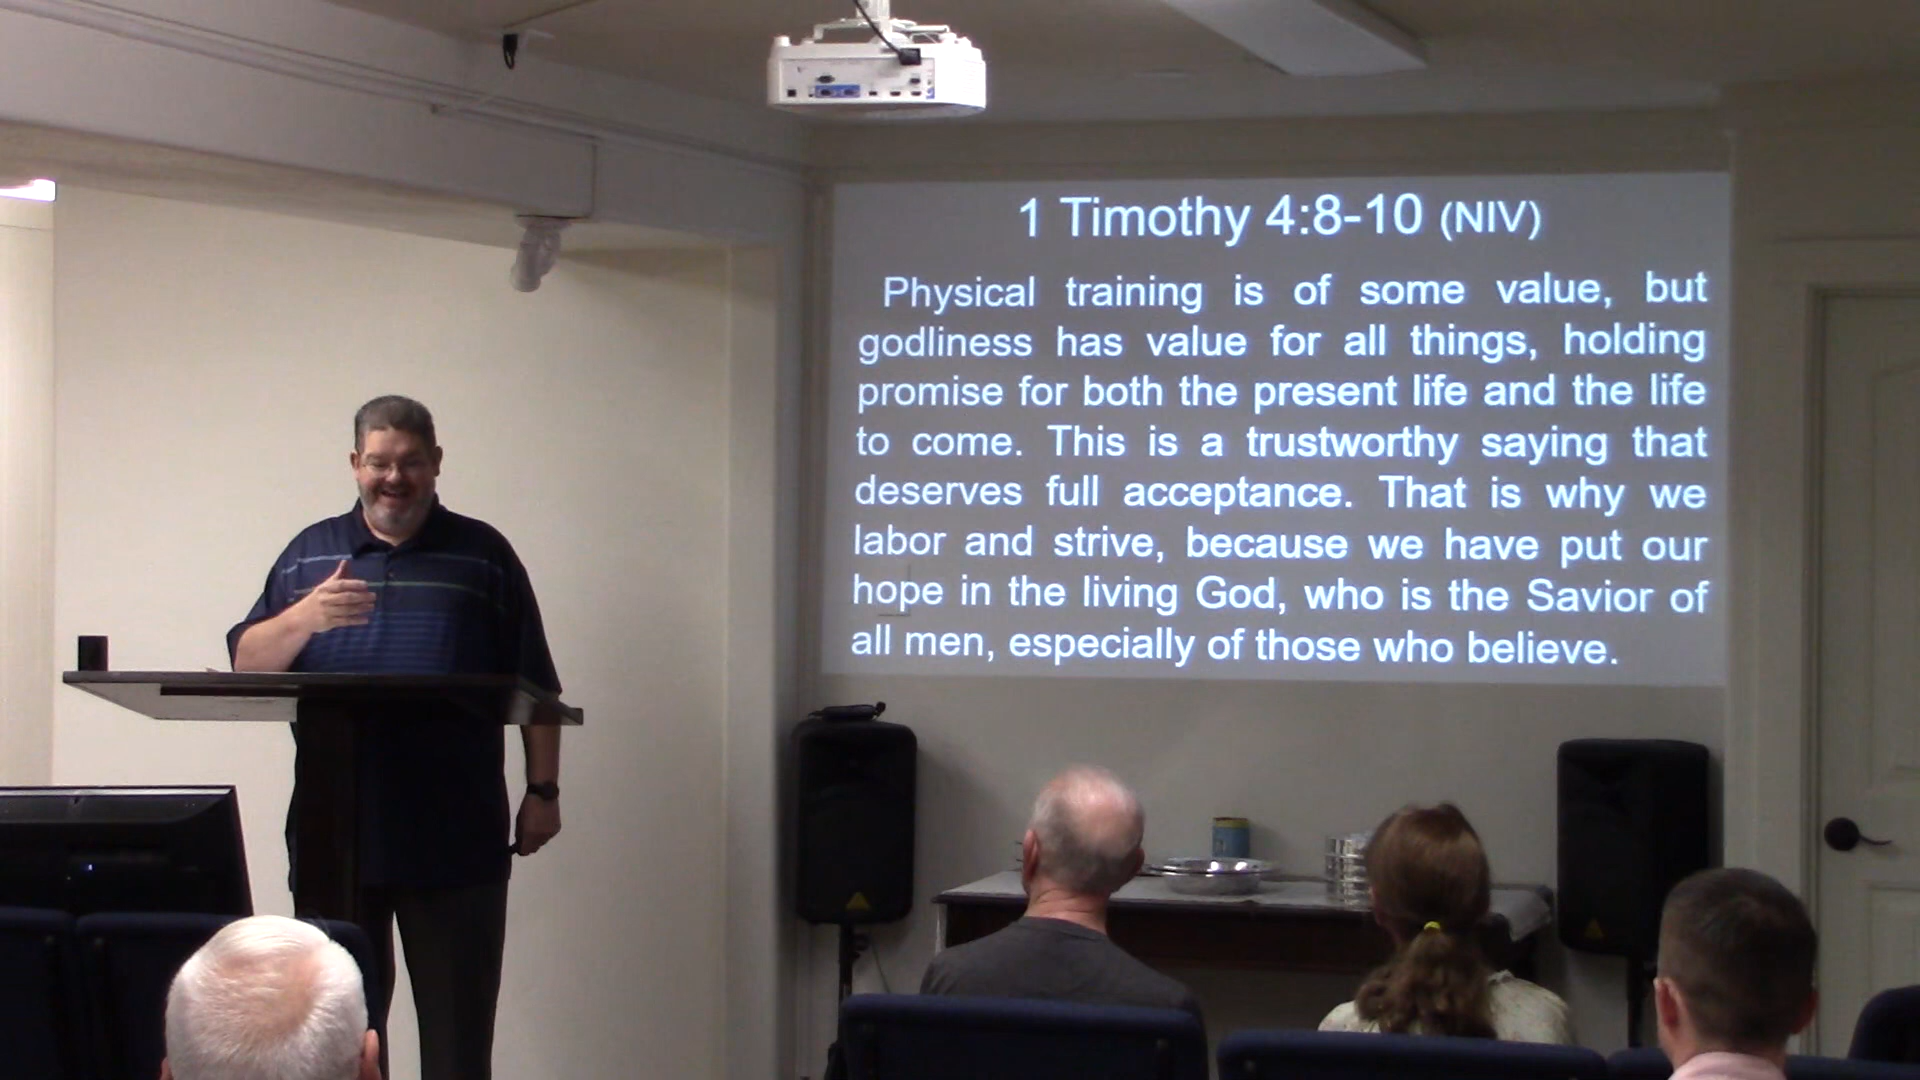 1 Timothy 4:8-10 (NIV)
Physical training is of some value, but
godliness has value for all things, holding
promise for both the present life and the life
to come. This is a trustworthy saying that
deserves full acceptance. That is why we
labor and strive, because we have put our
hope in the living God, who is the Savior of
all men, especially of those who believe.